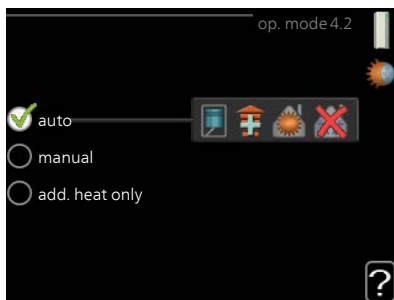 op. mode 4.2
auto
manual
add. heat only
?